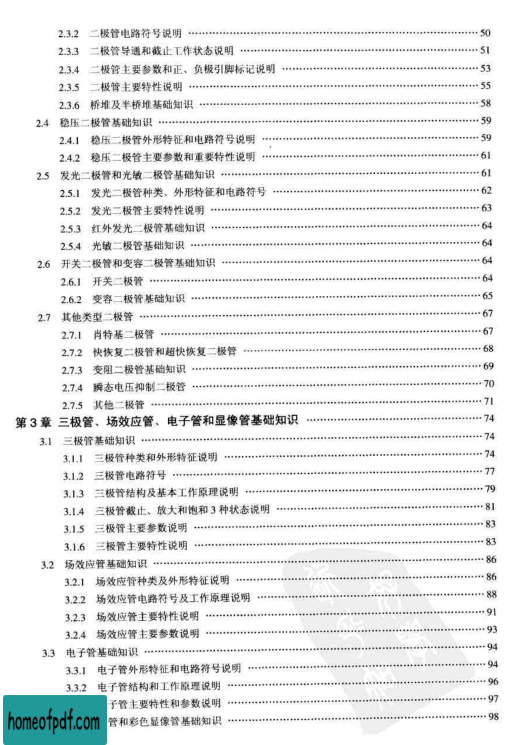 2.3.2 二极管电路符号说明 50
2.3.3 二极管导通和截止工作状态说明 51
2.3.4 二极管主要参数和正、负极引脚标记说明 53
2.3.5 二极管主要特性说明 55
2.3.6 桥堆及半桥堆基础知识 58
2.4 稳压二极管基础知识 59
2.4.1 稳压二极管外形特征和电路符号说明 59
2.4.2 稳压二极管主要参数和重要特性说明 61
2.5 发光二极管和光敏二极管基础知识 61
2.5.1 发光二极管种类、外形特征和电路符号 62
2.5.2 发光二极管主要特性说明 63
2.5.3 红外发光二极管基础知识 64
2.5.4 光敏二极管基础知识 64
2.6 开关二极管和变容二极管基础知识 64
2.6.1 开关二极管 64
2.6.2 变容二极管基础知识 65
2.7 其他类型二极管 67
2.7.1 肖特基二极管 67
2.7.2 快恢复二极管和超快恢复二极管 68
2.7.3 变阻二极管基础知识 69
2.7.4 瞬态电压抑制二极管 70
2.7.5 其他二极管 71
第 3 章 三极管、场效应管、电子管和显像管基础知识 74
3.1 三极管基础知识 74
3.1.1 三极管种类和外形特征说明 74
3.1.2 三极管电路符号 77
3.1.3 三极管结构及基本工作原理说明 79
3.1.4 三极管截止、放大和饱和 3 种状态说明 81
3.1.5 三极管主要参数说明 83
3.1.6 三极管主要特性说明 83
3.2 场效应管基础知识 86
3.2.1 场效应管种类及外形特征说明 86
3.2.2 场效应管电路符号及工作原理说明 88
3.2.3 场效应管主要特性说明 91
3.2.4 场效应管主要参数说明 93
3.3 电子管基础知识 94
3.3.1 电子管外形特征和电路符号说明 94
3.3.2 电子管结构和工作原理说明 96
子管主要特性和参数说明 97
管和彩色显像管基础知识 98
homeofpdf.com